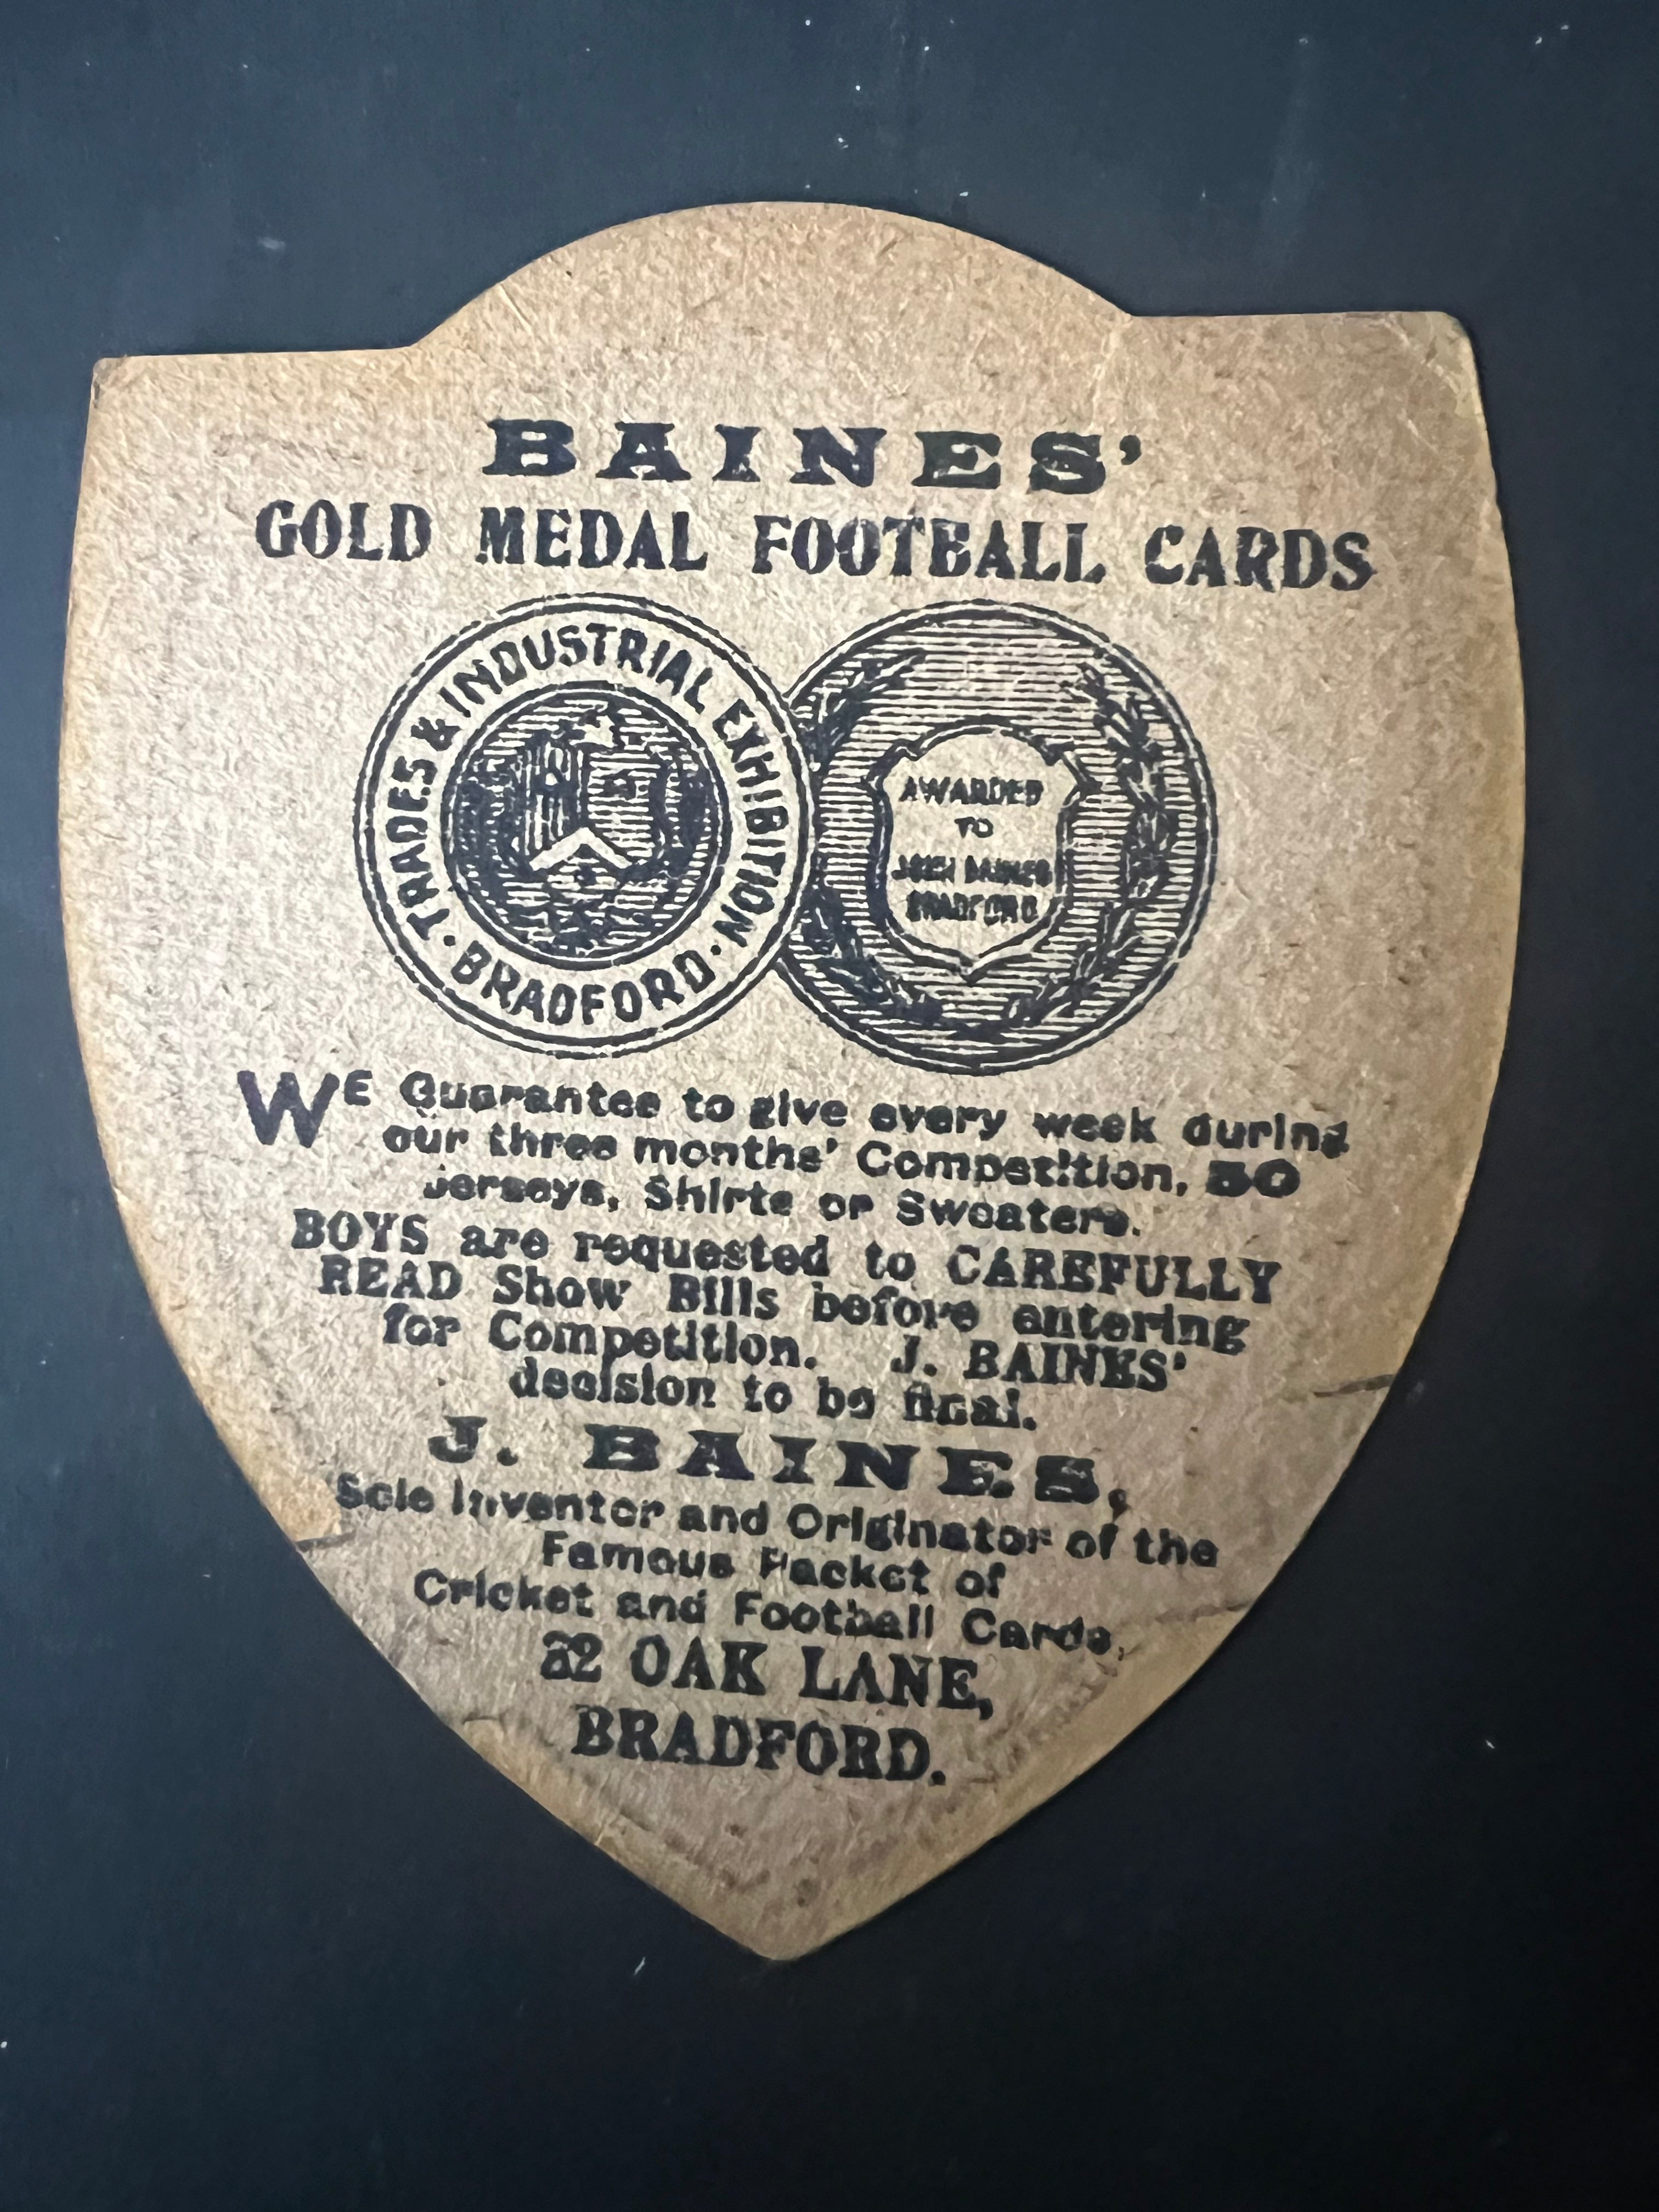 BAINES'
GOLD MEDAL FOOTBALL CARDS
TRADES & INDUSTRIAL EXHIBITION
· BRADFORD ·
AWARDED
TO
JOHN BAINES
BRADFORD
WE Guarantee to give every week during
our three months' Competition,
Jerseys, Shirts or Sweaters.
BOYS are requested to CAREFULLY
READ Show Bills before entering
for Competition. J. BAINES'
decision to be final.
J. BAINES,
Sole Inventor and Originator of the
Famous Packet of
Cricket and Football Cards,
OAK LANE,
BRADFORD.